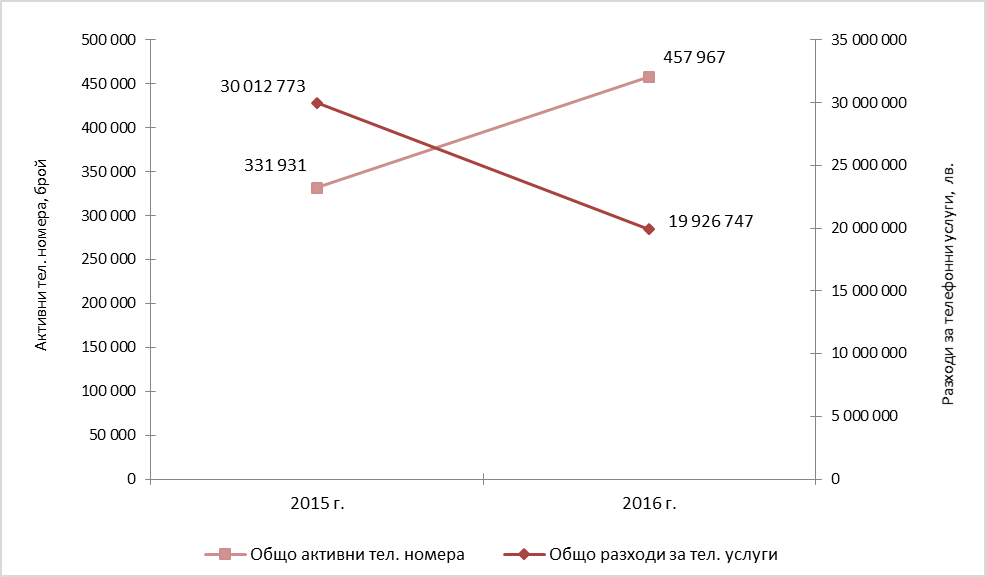 500 000
450 000
400 000
350 000
300 000
250 000
200 000
150 000
100 000
50 000
0
Активни тел. номера, брой
30 012 773
331 931
457 967
19 926 747
35 000 000
30 000 000
25 000 000
20 000 000
15 000 000
10 000 000
5 000 000
0
Разходи за телефонни услуги, лв.
2015 г.
2016 г.
Общо активни тел. номера
Общо разходи за тел. услуги